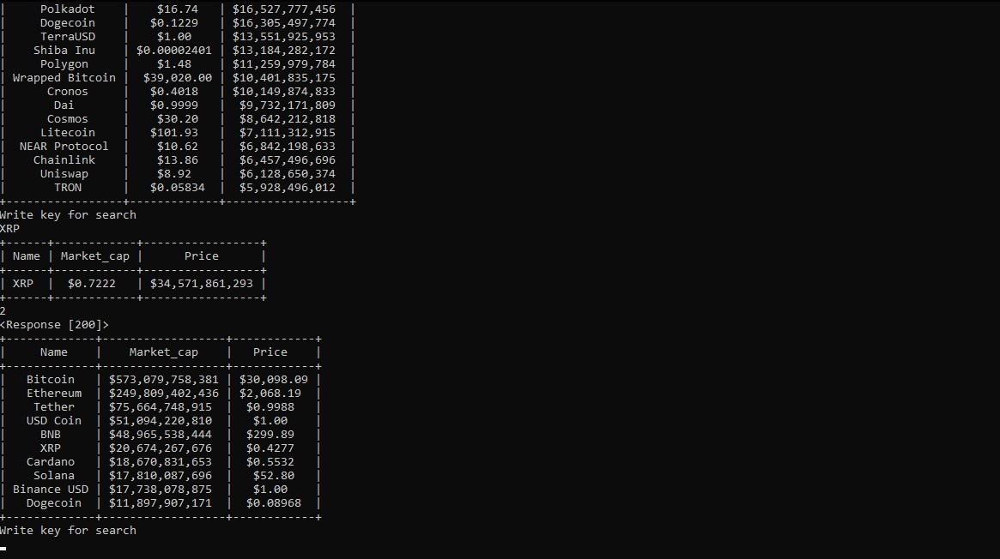 |     Polkadot    |    $16.74   | $16,527,777,456  |
|     Dogecoin    |   $0.1229   | $16,305,497,774  |
|     TerraUSD    |    $1.00    | $13,551,925,953  |
|    Shiba Inu    | $0.00002401 | $13,184,282,172  |
|     Polygon     |    $1.48    | $11,259,979,784  |
| Wrapped Bitcoin |  $39,020.00 | $10,401,835,175  |
|      Cronos     |   $0.4018   | $10,149,874,833  |
|       Dai       |   $0.9999   |  $9,732,171,809  |
|      Cosmos     |    $30.20   |  $8,642,212,818  |
|     Litecoin    |   $101.93   |  $7,111,312,915  |
|  NEAR Protocol  |    $10.62   |  $6,842,198,633  |
|    Chainlink    |    $13.86   |  $6,457,496,696  |
|     Uniswap     |    $8.92    |  $6,128,650,374  |
|       TRON      |   $0.05834  |  $5,928,496,012  |
+-----------------+-------------+------------------+
Write key for search
XRP
+------+------------+-----------------+
| Name | Market_cap |      Price      |
+------+------------+-----------------+
| XRP  |  $0.7222   | $34,571,861,293 |
+------+------------+-----------------+
2
<Response [200]>
+-------------+------------------+------------+
|     Name    |    Market_cap    |   Price    |
+-------------+------------------+------------+
|   Bitcoin   | $573,079,758,381 | $30,098.09 |
|   Ethereum  | $249,809,402,436 | $2,068.19  |
|    Tether   | $75,664,748,915  |  $0.9988   |
|   USD Coin  | $51,094,220,810  |   $1.00    |
|     BNB     | $48,965,538,444  |  $299.89   |
|     XRP     | $20,674,267,676  |  $0.4277   |
|   Cardano   | $18,670,831,653  |  $0.5532   |
|    Solana   | $17,810,087,696  |   $52.80   |
| Binance USD | $17,738,078,875  |   $1.00    |
|   Dogecoin  | $11,897,907,171  |  $0.08968  |
+-------------+------------------+------------+
Write key for search